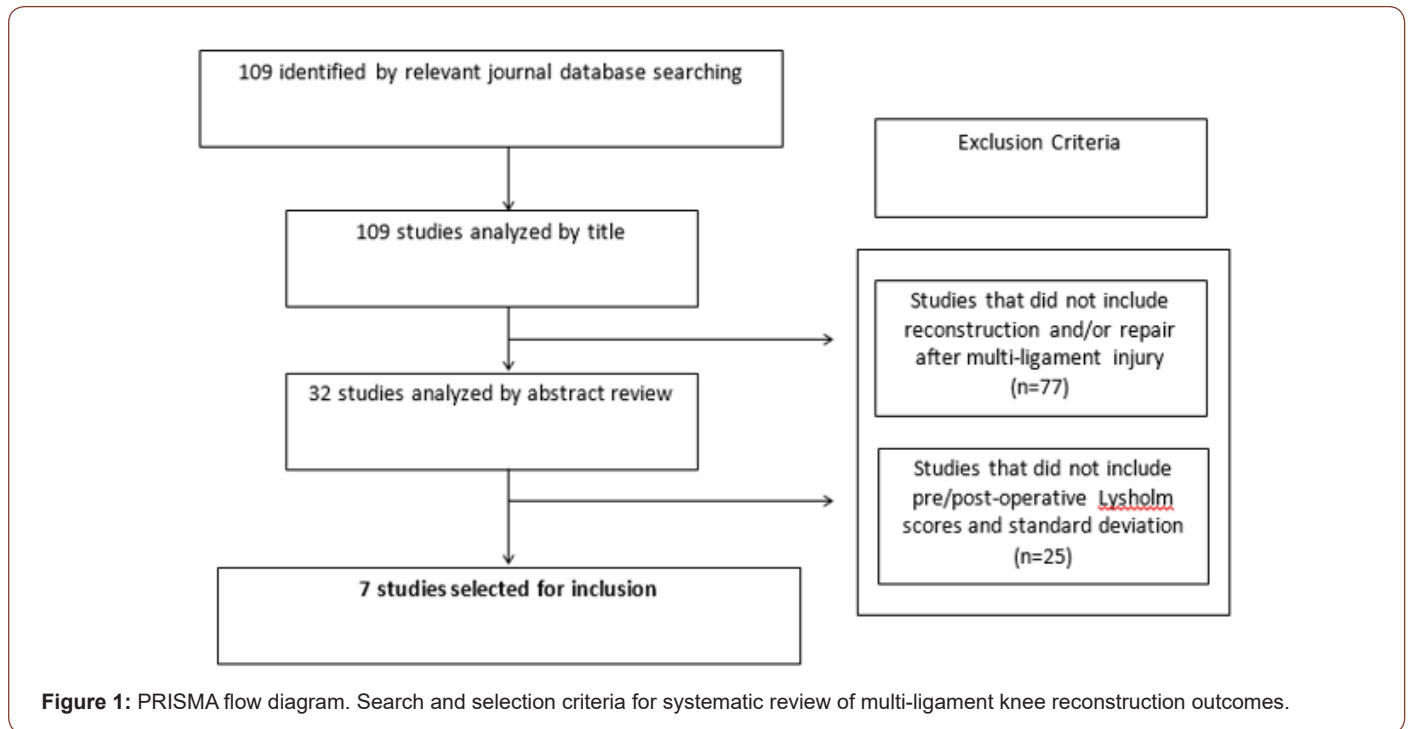 109 identified by relevant journal database searching
Exclusion Criteria
109 studies analyzed by title
Studies that did not include
reconstruction and/or repair
after multi-ligament injury
(n=77)
32 studies analyzed by abstract review
Studies that did not include
pre/post-operative Lysholm
scores and standard deviation
(n=25)
7 studies selected for inclusion
Figure 1: PRISMA flow diagram. Search and selection criteria for systematic review of multi-ligament knee reconstruction outcomes.